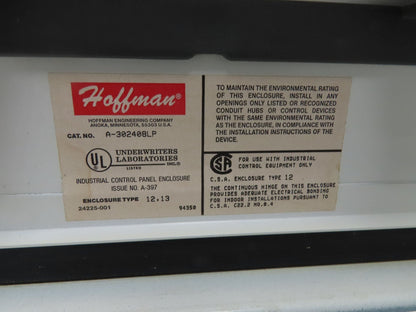 Hoffman
HOFFMAN ENGINEERING COMPANY
ANOKA, MINNESOTA, 55303 U.S.A.
CAT. NO. A-302408LP
UL
UNDERWRITERS
LABORATORIES
INC.®
LISTED
INDUSTRIAL CONTROL PANEL ENCLOSURE
ISSUE NO. A-397
ENCLOSURE TYPE 12,13
24225-001 94350
TO MAINTAIN THE ENVIRONMENTAL RATING
OF THIS ENCLOSURE, INSTALL IN ANY
OPENINGS ONLY LISTED OR RECOGNIZED
CONDUIT HUBS OR CONTROL DEVICES
WITH THE SAME ENVIRONMENTAL RATING
AS THE ENCLOSURE, IN COMPLIANCE WITH
THE INSTALLATION INSTRUCTIONS OF THE
DEVICE.
FOR USE WITH INDUSTRIAL
CONTROL EQUIPMENT ONLY
C.S.A. ENCLOSURE TYPE 12
THE CONTINUOUS HINGE ON THIS ENCLOSURE
PROVIDES ADEQUATE ELECTRICAL BONDING
FOR INDOOR INSTALLATIONS PURSUANT TO
C.S.A. C22.2 NO.0.4